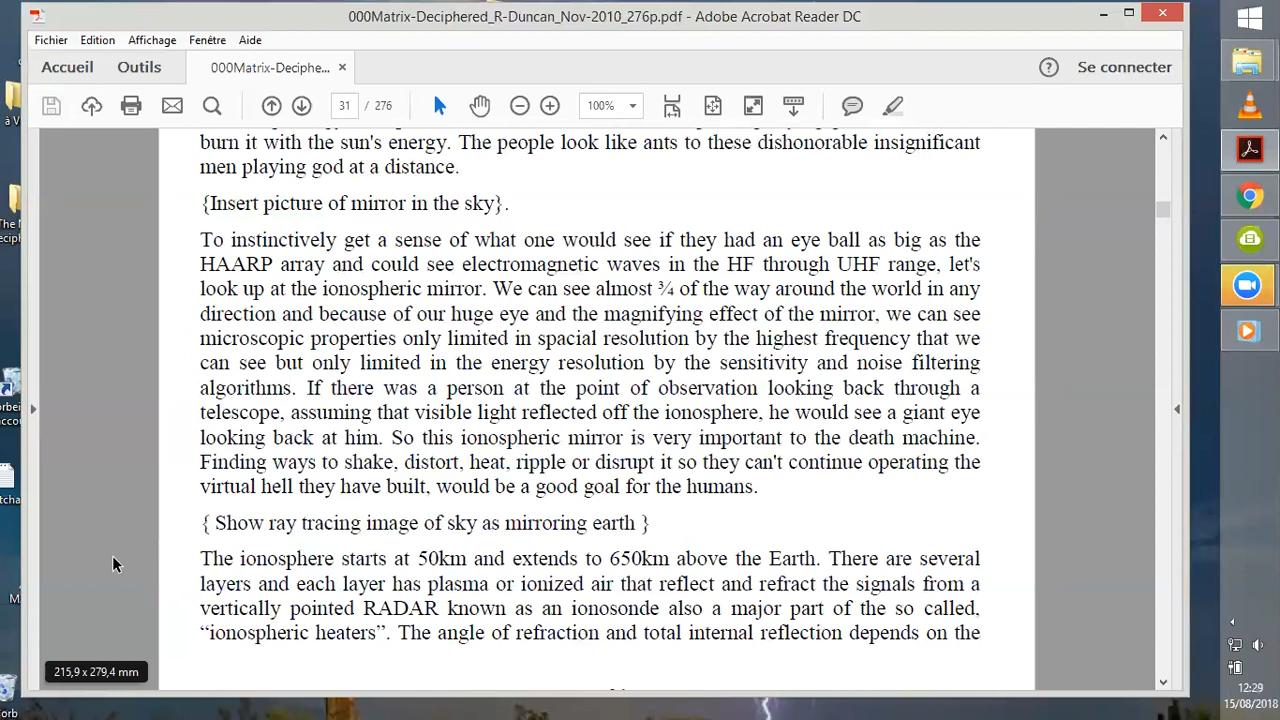 000Matrix-Deciphered_R-Duncan_Nov-2010_276p.pdf - Adobe Acrobat Reader DC
Fichier Edition Affichage Fenêtre Aide
Accueil Outils 000Matrix-Deciphe... × Se connecter
31 / 276 100%
burn it with the sun's energy. The people look like ants to these dishonorable insignificant
men playing god at a distance.
{Insert picture of mirror in the sky}.
To instinctively get a sense of what one would see if they had an eye ball as big as the
HAARP array and could see electromagnetic waves in the HF through UHF range, let's
look up at the ionospheric mirror. We can see almost ¾ of the way around the world in any
direction and because of our huge eye and the magnifying effect of the mirror, we can see
microscopic properties only limited in spacial resolution by the highest frequency that we
can see but only limited in the energy resolution by the sensitivity and noise filtering
algorithms. If there was a person at the point of observation looking back through a
telescope, assuming that visible light reflected off the ionosphere, he would see a giant eye
looking back at him. So this ionospheric mirror is very important to the death machine.
Finding ways to shake, distort, heat, ripple or disrupt it so they can't continue operating the
virtual hell they have built, would be a good goal for the humans.
{ Show ray tracing image of sky as mirroring earth }
The ionosphere starts at 50km and extends to 650km above the Earth. There are several
layers and each layer has plasma or ionized air that reflect and refract the signals from a
vertically pointed RADAR known as an ionosonde also a major part of the so called,
“ionospheric heaters”. The angle of refraction and total internal reflection depends on the
215,9 x 279,4 mm
12:29
15/08/2018